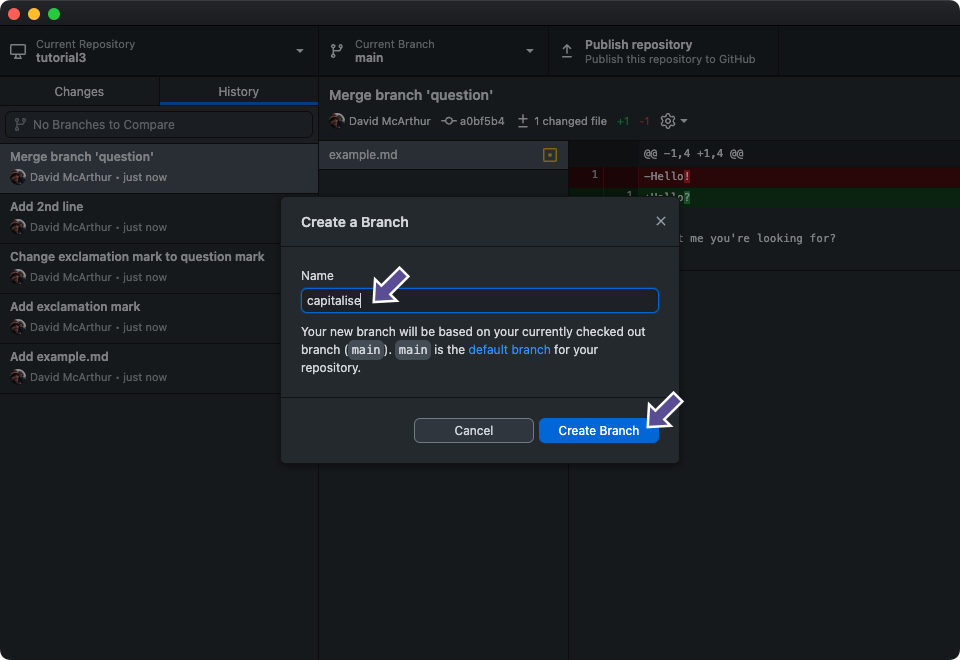 Current Repository
tutorial3
Current Branch
main
Publish repository
Publish this repository to GitHub
Changes
History
No Branches to Compare
Merge branch 'question'
David McArthur • just now
Add 2nd line
David McArthur • just now
Change exclamation mark to question mark
David McArthur • just now
Add exclamation mark
David McArthur • just now
Add example.md
David McArthur • just now
Merge branch 'question'
David McArthur a0bf5b4 1 changed file +1 -1
example.md
@@ -1,4 +1,4 @@
1 -Hello!
1 +Hello?
me you're looking for?
Create a Branch
Name
capitalise
Your new branch will be based on your currently checked out
branch (main). main is the default branch for your
repository.
Cancel
Create Branch